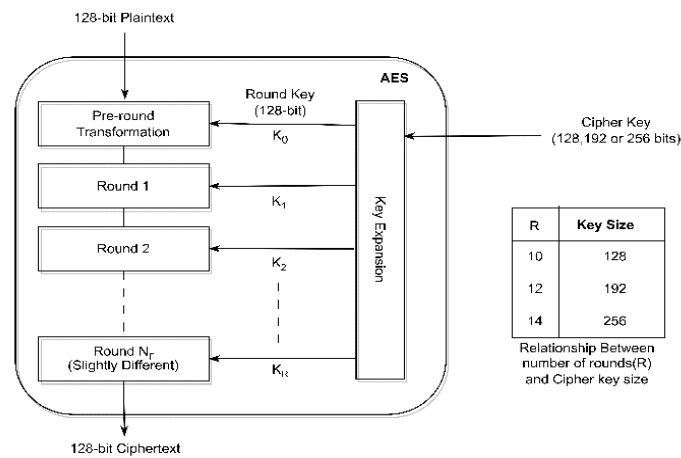 128-bit Plaintext
AES
Round Key
(128-bit)
Pre-round
Transformation
K0
Cipher Key
(128,192 or 256 bits)
Round 1
K1
Key Expansion
Round 2
K2
R Key Size
10 128
12 192
14 256
Relationship Between
number of rounds(R)
and Cipher key size
Round Nr
(Slightly Different)
KR
128-bit Ciphertext